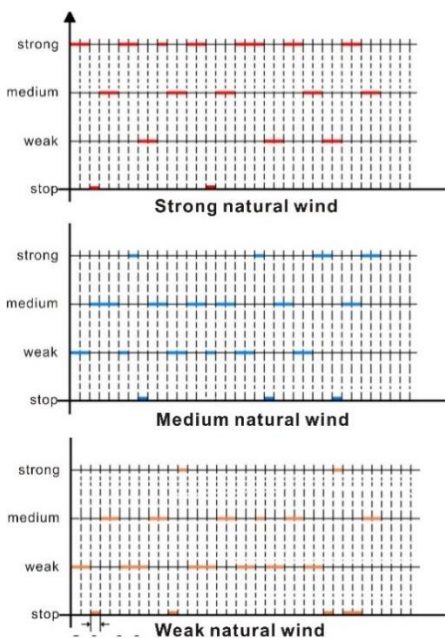 strong
medium
weak
stop
Strong natural wind
strong
medium
weak
stop
Medium natural wind
strong
medium
weak
stop
Weak natural wind